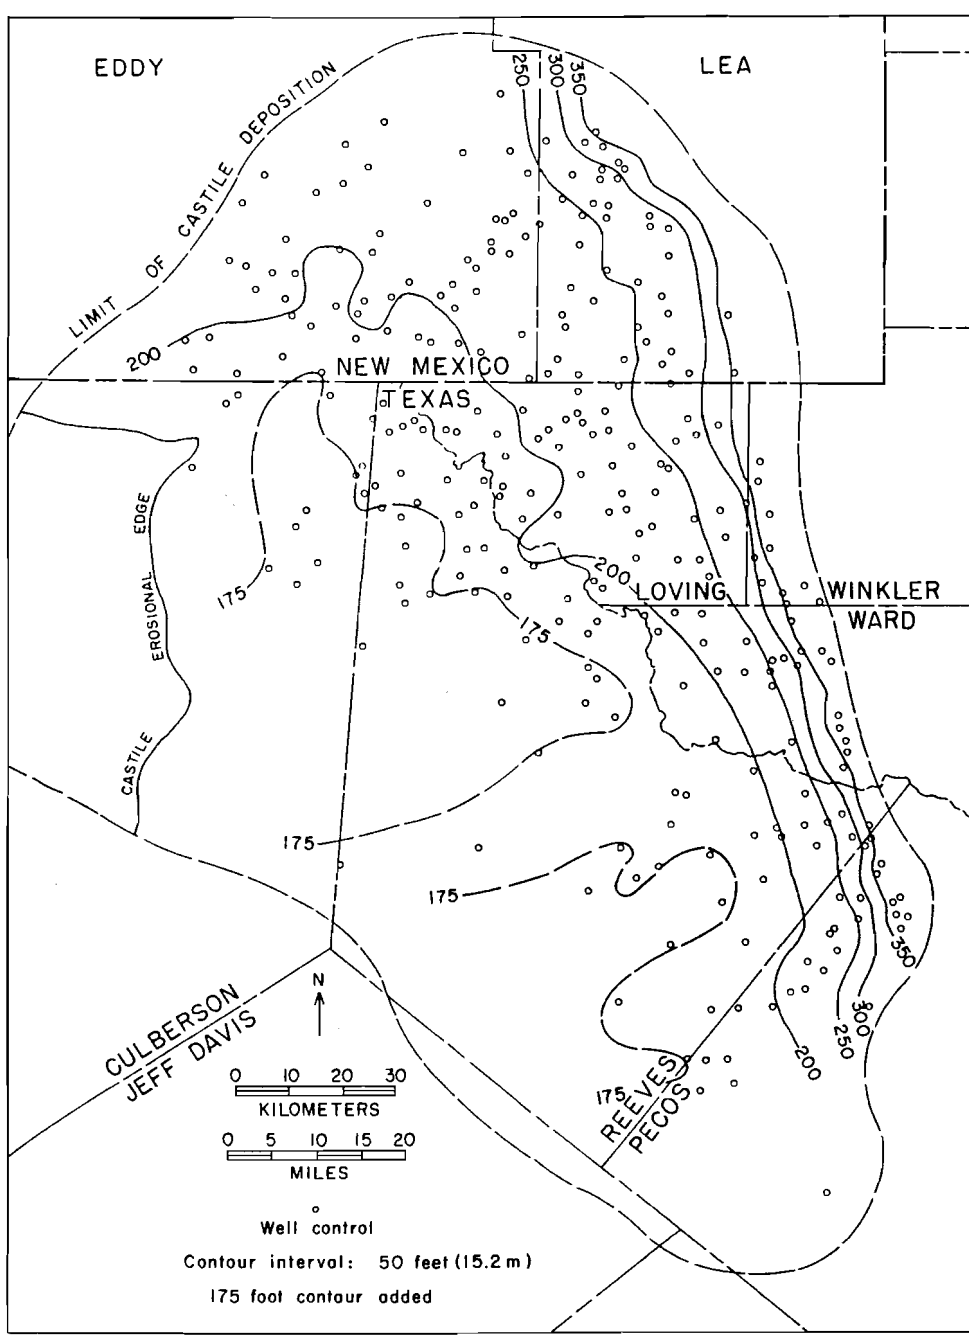 EDDY
LEA
LIMIT OF CASTILE DEPOSITION
250
300
350
200
NEW MEXICO
TEXAS
CASTILE EROSIONAL EDGE
175
200
LOVING
WINKLER
WARD
175
175
175
350
300
250
200
175
CULBERSON
JEFF DAVIS
REEVES
PECOS
N
0 10 20 30
KILOMETERS
0 5 10 15 20
MILES
Well control
Contour interval: 50 feet (15.2 m)
175 foot contour added